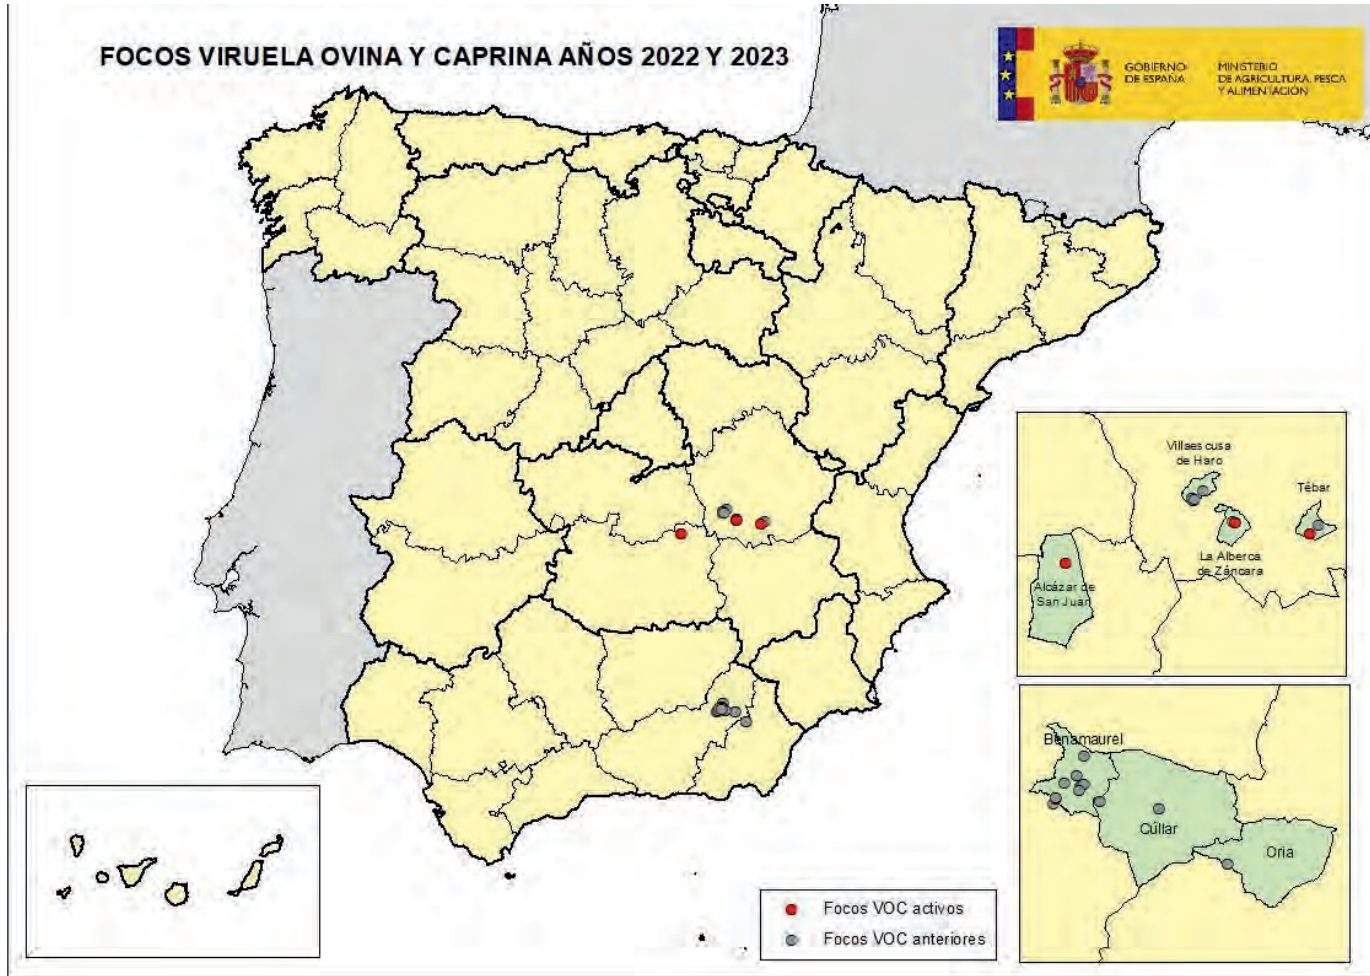 FOCOS VIRUELA OVINA Y CAPRINA AÑOS 2022 Y 2023
GOBIERNO
DE ESPAÑA
MINISTERIO
DE AGRICULTURA, PESCA
Y ALIMENTACIÓN
Villaescusa
de Haro
Tébar
La Alberca
de Záncara
Alcázar de
San Juan
Benamaurel
Cúllar
Oria
Focos VOC activos
Focos VOC anteriores